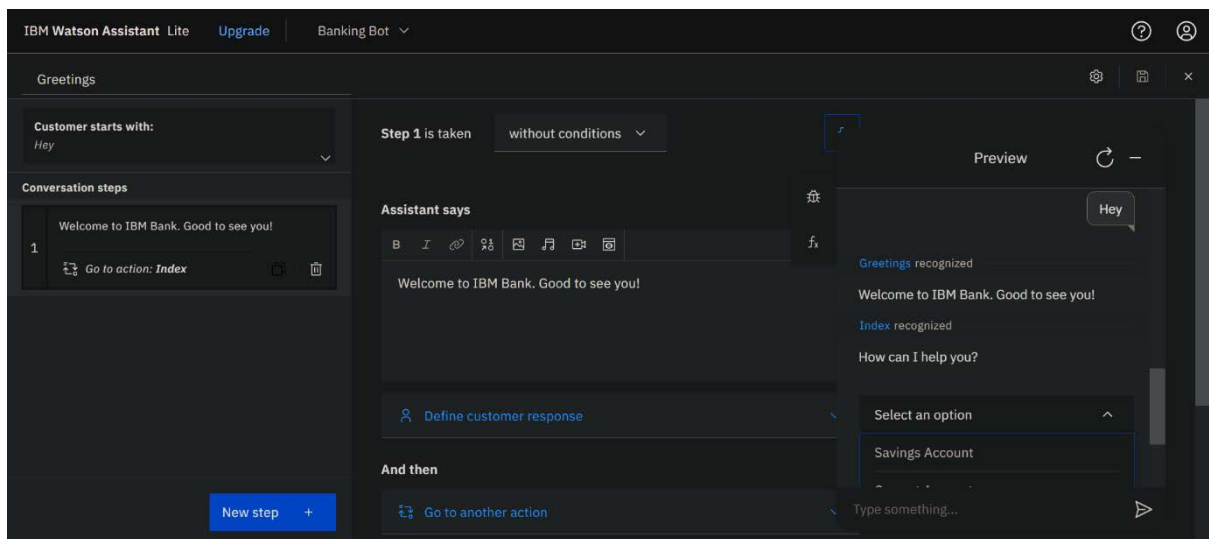 IBM Watson Assistant Lite Upgrade Banking Bot
Greetings
Customer starts with:
Hey
Conversation steps
1
Welcome to IBM Bank. Good to see you!
Go to action: Index
New step +
Step 1 is taken without conditions
Assistant says
B I
Welcome to IBM Bank. Good to see you!
Define customer response
And then
Go to another action
fx
Preview
Hey
Greetings recognized
Welcome to IBM Bank. Good to see you!
Index recognized
How can I help you?
Select an option
Savings Account
Type something...